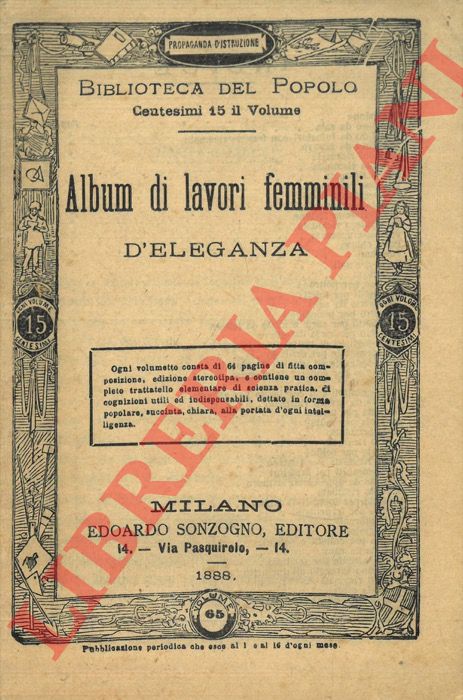 PROPAGANDA D'ISTRUZIONE
BIBLIOTECA DEL POPOLO
Centesimi 15 il Volume
Album di lavori femminili
D'ELEGANZA
OGNI VOLUME
15
CENTESIMI
OGNI VOLUME
15
CENTESIMI
Ogni volumetto consta di 64 pagine di fitta com-
posizione, edizione stereotipa, e contiene un com-
pleto trattatello elementare di scienza pratica, di
cognizioni utili ed indispensabili, dettato in forma
popolare, succinta, chiara, alla portata d'ogni intel-
ligenza.
MILANO
EDOARDO SONZOGNO, EDITORE
14. — Via Pasquirolo, — 14.
1888.
VOLUME
65
Pubblicazione periodica che esce al 1 e al 16 d'ogni mese.
LIBRERIA PIANI
LIBRERIA PIANI